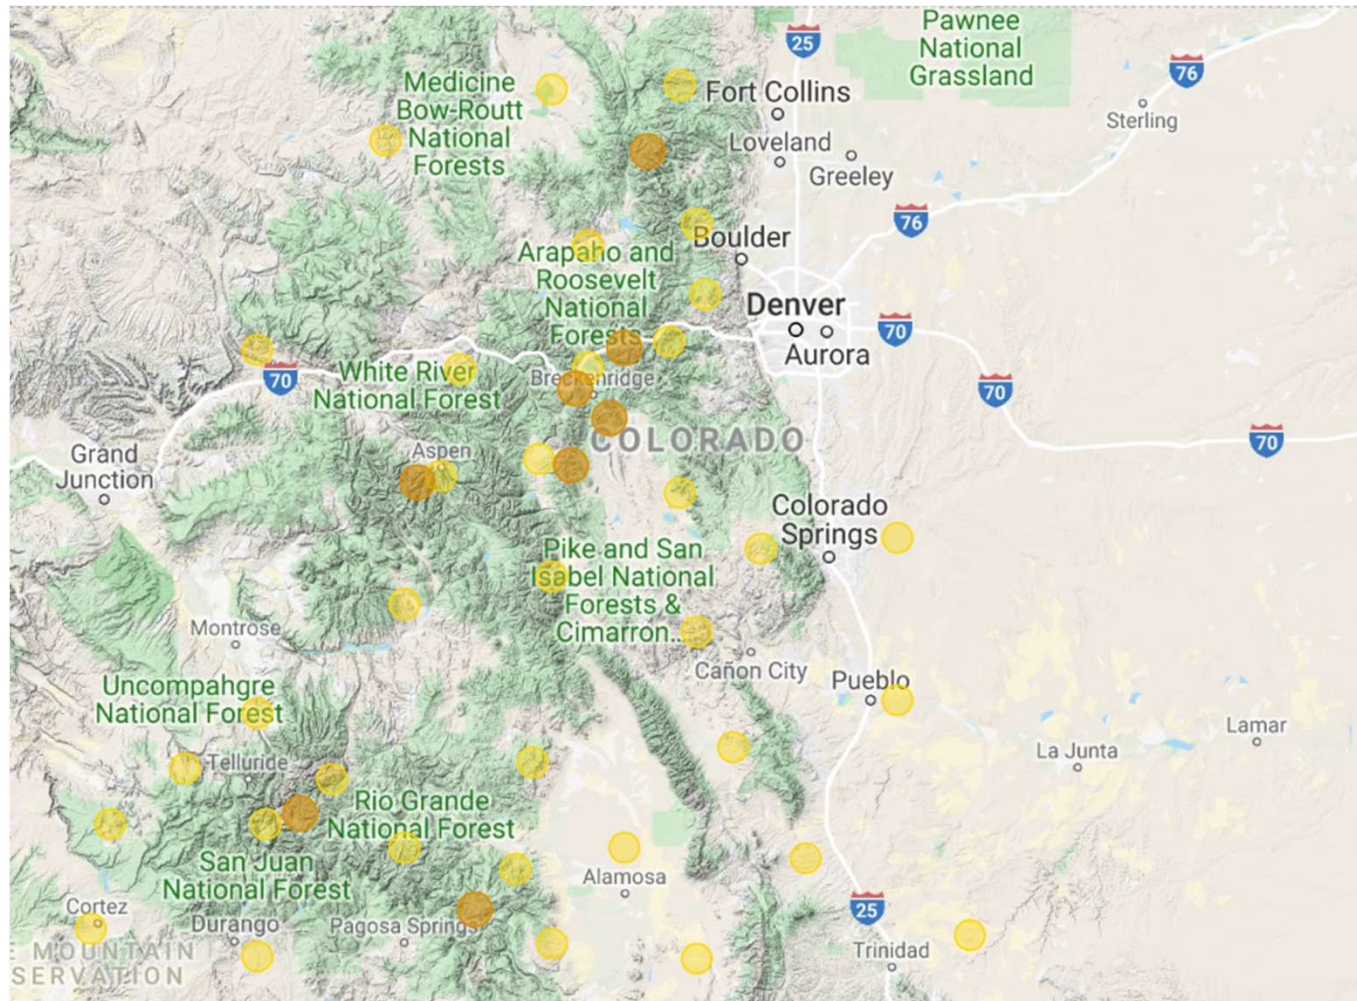 Pawnee
National
Grassland
25
76
Medicine
Bow-Routt
National
Forests
Fort Collins
Sterling
Loveland
Greeley
76
Boulder
Arapaho and
Roosevelt
National
Forests
Denver
70
Aurora
70
White River
National Forest
Breckenridge
70
70
COLORADO
Aspen
Grand
Junction
Colorado
Springs
Pike and San
Isabel National
Forests &
Cimarron...
Montrose
Cañon City
Pueblo
Uncompahgre
National Forest
Lamar
La Junta
Telluride
Rio Grande
National Forest
San Juan
National Forest
Alamosa
Cortez
Durango
Pagosa Springs
25
E MOUNTAIN
SERVATION
Trinidad